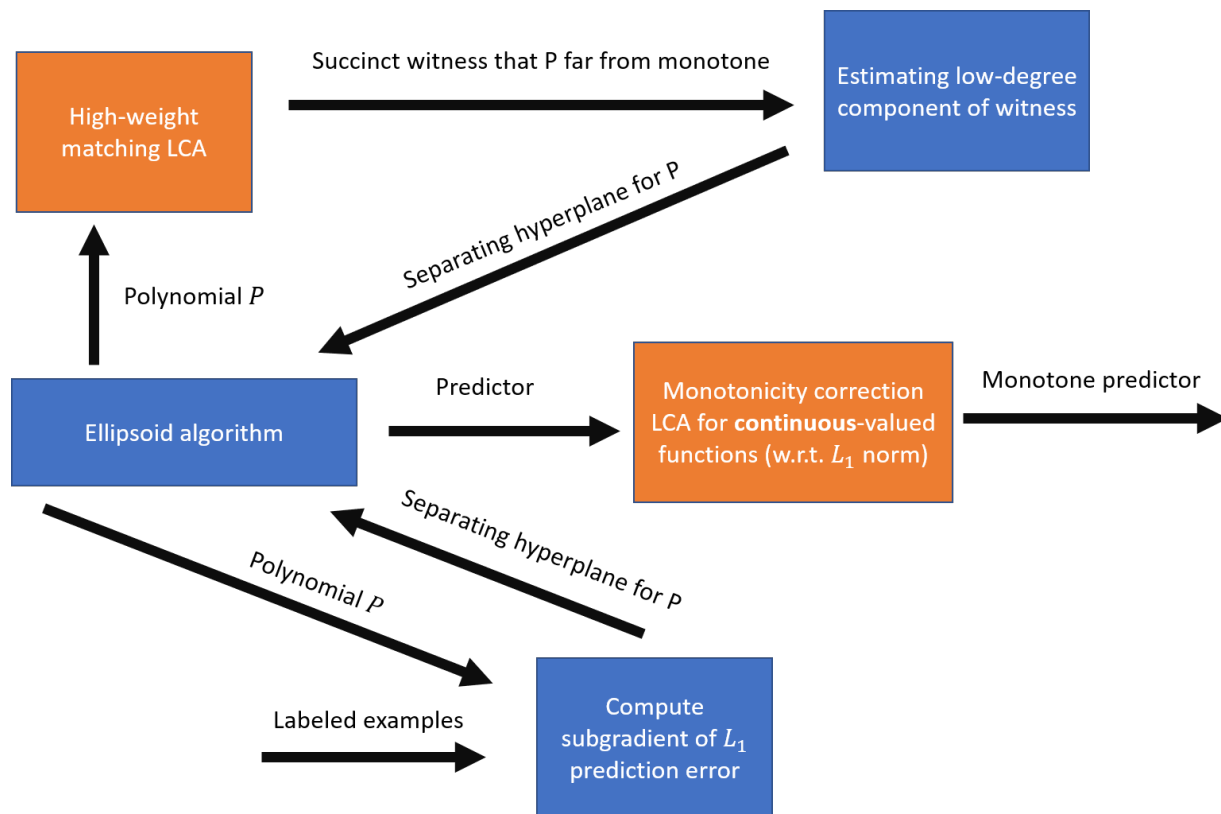 Succinct witness that P far from monotone
High-weight
matching LCA
Estimating low-degree
component of witness
Separating hyperplane for P
Polynomial P
Ellipsoid algorithm
Predictor
Monotonicity correction
LCA for continuous-valued
functions (w.r.t. L₁ norm)
Monotone predictor
Separating hyperplane for P
Polynomial P
Labeled examples
Compute
subgradient of L₁
prediction error